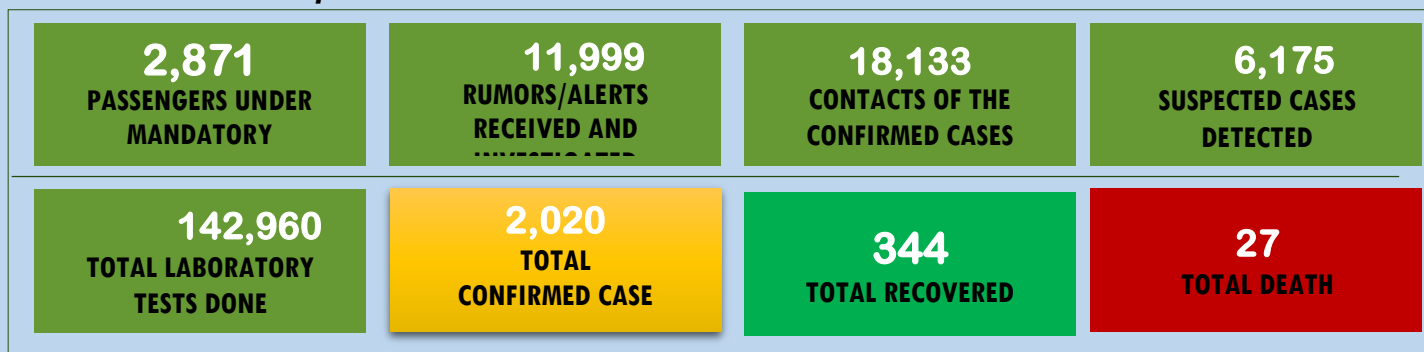 2,871
PASSENGERS UNDER
MANDATORY
11,999
RUMORS/ALERTS
RECEIVED AND
18,133
CONTACTS OF THE
CONFIRMED CASES
6,175
SUSPECTED CASES
DETECTED
142,960
TOTAL LABORATORY
TESTS DONE
2,020
TOTAL
CONFIRMED CASE
344
TOTAL RECOVERED
27
TOTAL DEATH